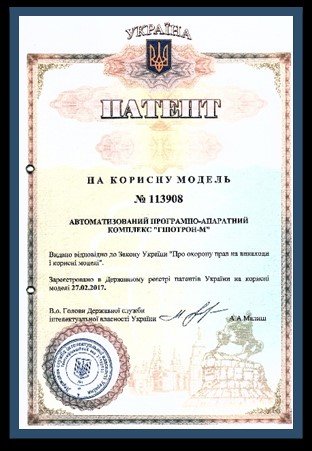 УКРАЇНА
ПАТЕНТ
НА КОРИСНУ МОДЕЛЬ
№ 113908
АВТОМАТИЗОВАНИЙ ПРОГРАМНО-АПАРАТНИЙ
КОМПЛЕКС "ГІПОТРОН-М"
Видано відповідно до Закону України "Про охорону прав на винаходи
і корисні моделі".
Зареєстровано в Державному реєстрі патентів України на корисні
моделі 27.02.2017.
В.о. Голови Державної служби
інтелектуальної власності України